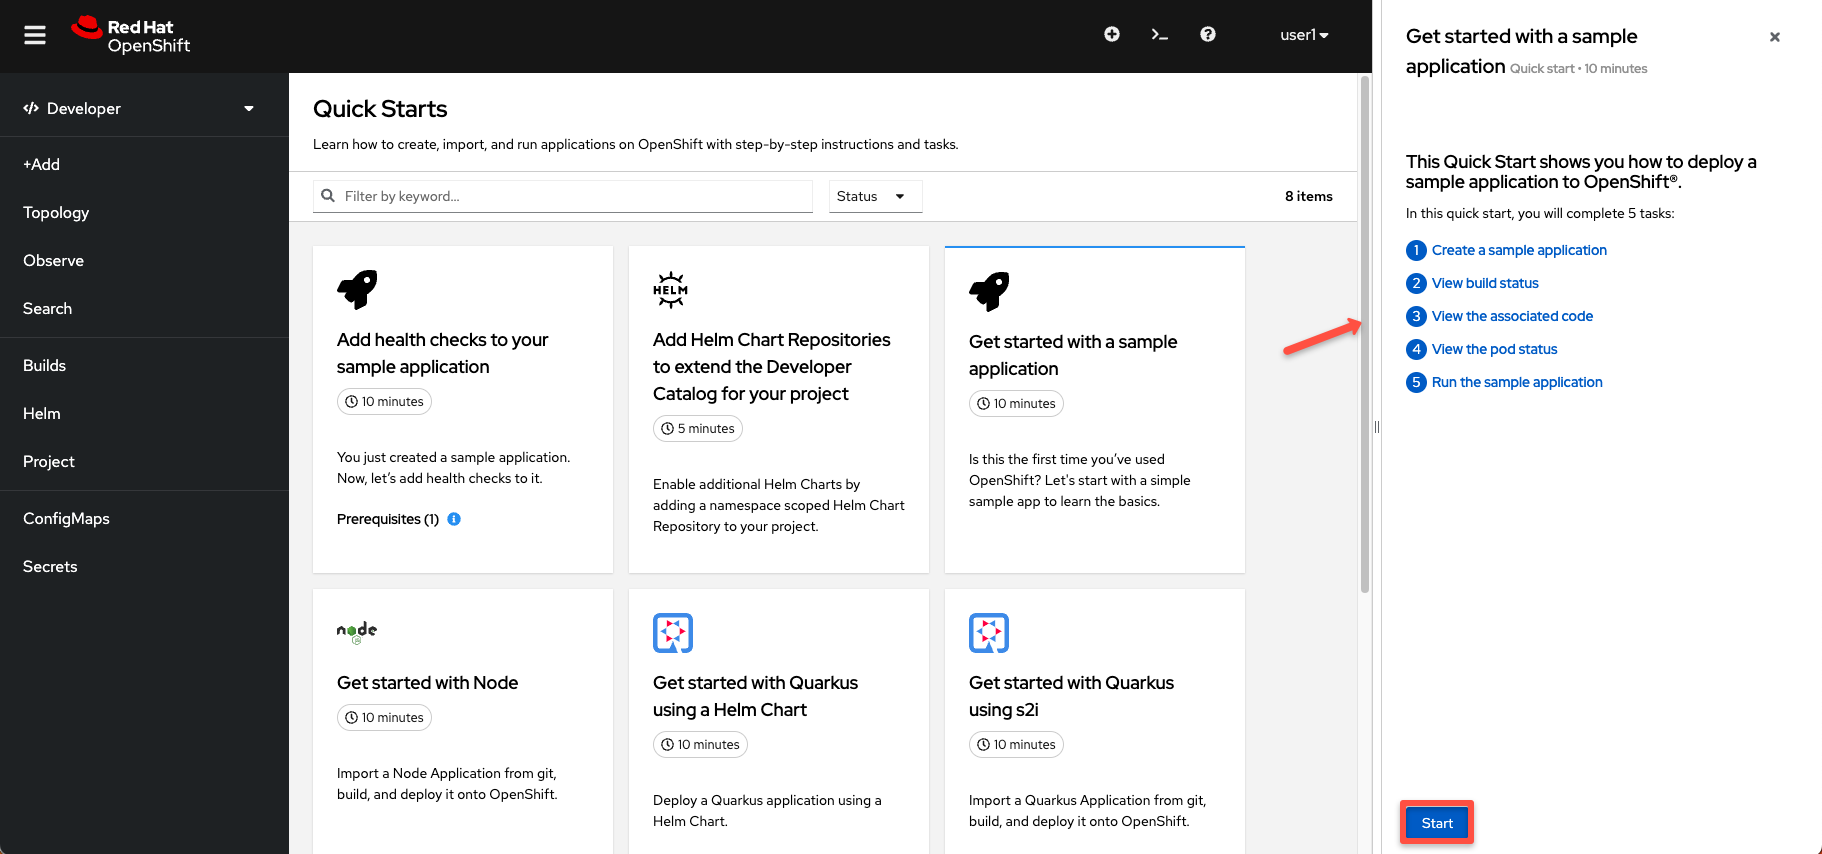 Red Hat
OpenShift
user1
Developer
+Add
Topology
Observe
Search
Builds
Helm
Project
ConfigMaps
Secrets
Quick Starts
Learn how to create, import, and run applications on OpenShift with step-by-step instructions and tasks.
Filter by keyword...
Status
8 items
Add health checks to your
sample application
10 minutes
You just created a sample application.
Now, let's add health checks to it.
Prerequisites (1)
HELM
Add Helm Chart Repositories
to extend the Developer
Catalog for your project
5 minutes
Enable additional Helm Charts by
adding a namespace scoped Helm Chart
Repository to your project.
Get started with a sample
application
10 minutes
Is this the first time you've used
OpenShift? Let's start with a simple
sample app to learn the basics.
node
Get started with Node
10 minutes
Import a Node Application from git,
build, and deploy it onto OpenShift.
Get started with Quarkus
using a Helm Chart
10 minutes
Deploy a Quarkus application using a
Helm Chart.
Get started with Quarkus
using s2i
10 minutes
Import a Quarkus Application from git,
build, and deploy it onto OpenShift.
Get started with a sample
application Quick start • 10 minutes
This Quick Start shows you how to deploy a
sample application to OpenShift®.
In this quick start, you will complete 5 tasks:
1 Create a sample application
2 View build status
3 View the associated code
4 View the pod status
5 Run the sample application
Start